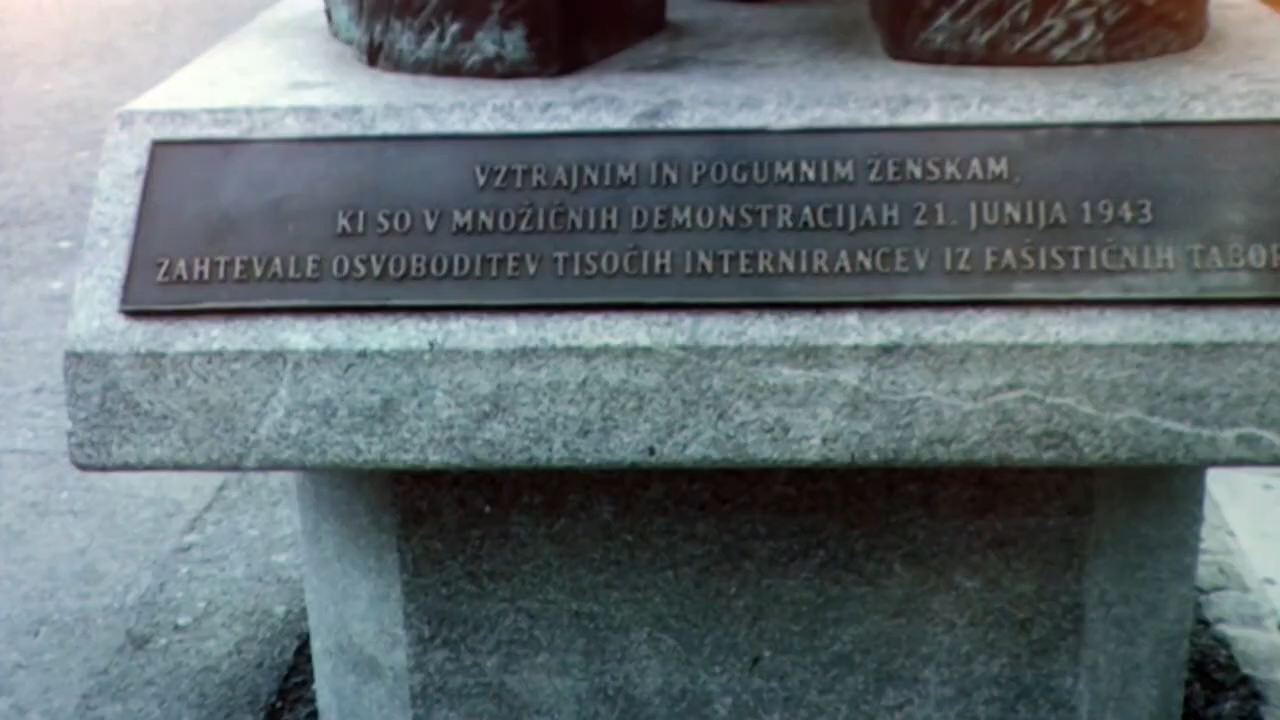 VZTRAJNIM IN POGUMNIM ŽENSKAM,
KI SO V MNOŽIČNIH DEMONSTRACIJAH 21. JUNIJA 1943
ZAHTEVALE OSVOBODITEV TISOČIH INTERNIRANCEV IZ FAŠISTIČNIH